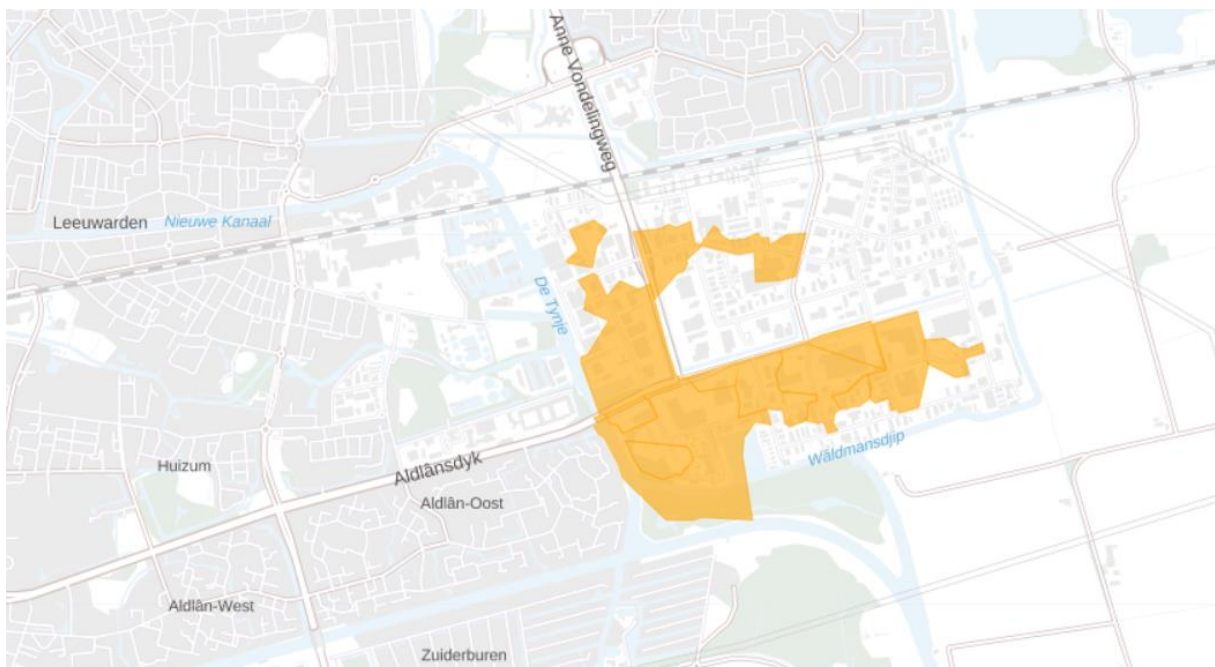 Anne Vondelingweg
Leeuwarden
Nieuwe Kanaal
De Tynje
Aldlânsdyk
Wâldmansdjip
Huizum
Aldlân-Oost
Aldlân-West
Zuiderburen